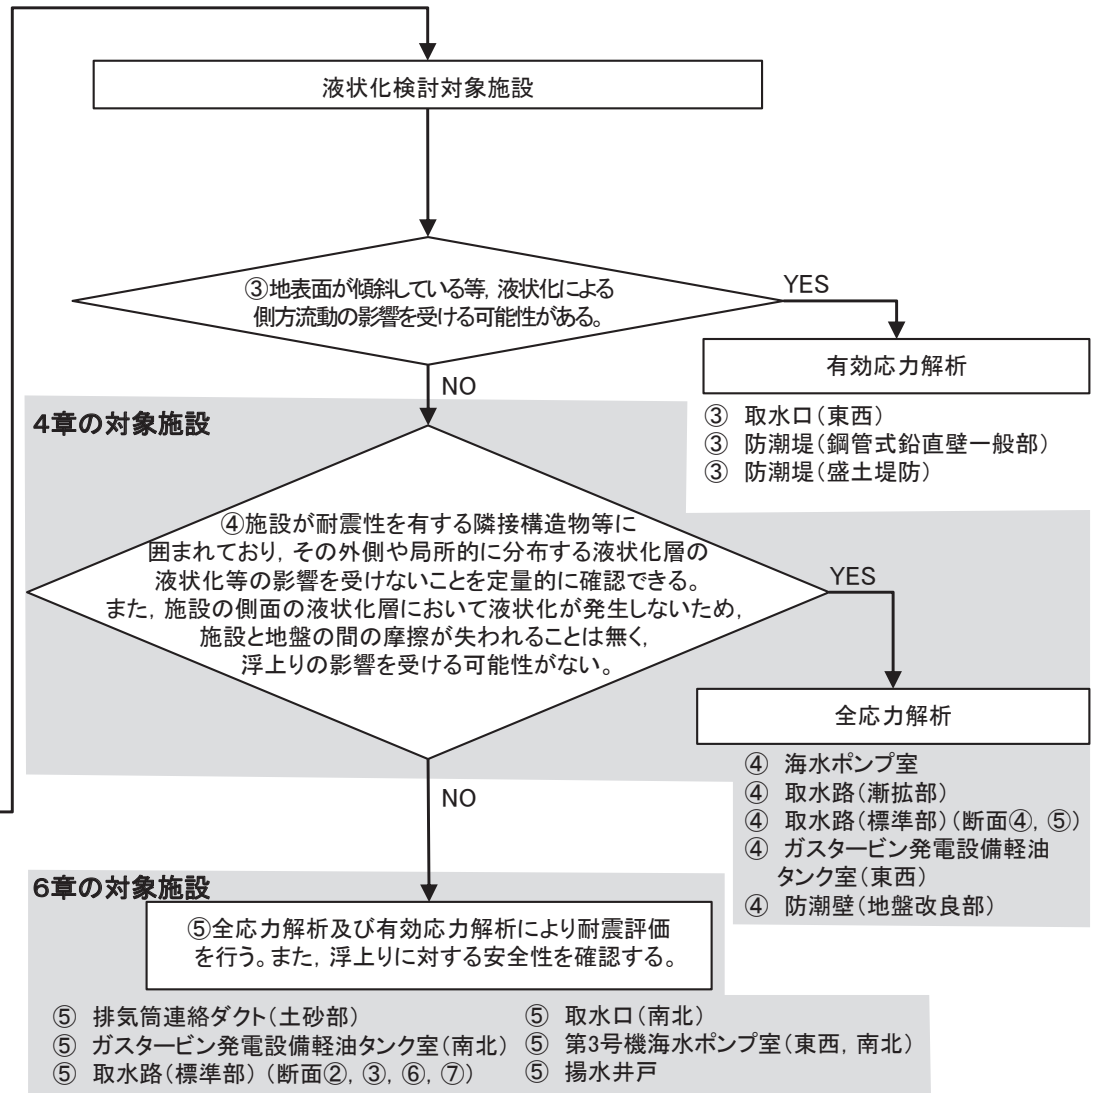 液状化検討対象施設
③地表面が傾斜している等，液状化による
側方流動の影響を受ける可能性がある。
YES
NO
有効応力解析
③ 取水口（東西）
③ 防潮堤（鋼管式鉛直壁一般部）
③ 防潮堤（盛土堤防）
4章の対象施設
④施設が耐震性を有する隣接構造物等に
囲まれており，その外側や局所的に分布する液状化層の
液状化等の影響を受けないことを定量的に確認できる。
また，施設の側面の液状化層において液状化が発生しないため，
施設と地盤の間の摩擦が失われることは無く，
浮上りの影響を受ける可能性がない。
YES
NO
全応力解析
④ 海水ポンプ室
④ 取水路（漸拡部）
④ 取水路（標準部）（断面④，⑤）
④ ガスタービン発電設備軽油
タンク室（東西）
④ 防潮壁（地盤改良部）
6章の対象施設
⑤全応力解析及び有効応力解析により耐震評価
を行う。また，浮上りに対する安全性を確認する。
⑤ 排気筒連絡ダクト（土砂部）
⑤ ガスタービン発電設備軽油タンク室（南北）
⑤ 取水路（標準部）（断面②，③，⑥，⑦）
⑤ 取水口（南北）
⑤ 第3号機海水ポンプ室（東西，南北）
⑤ 揚水井戸